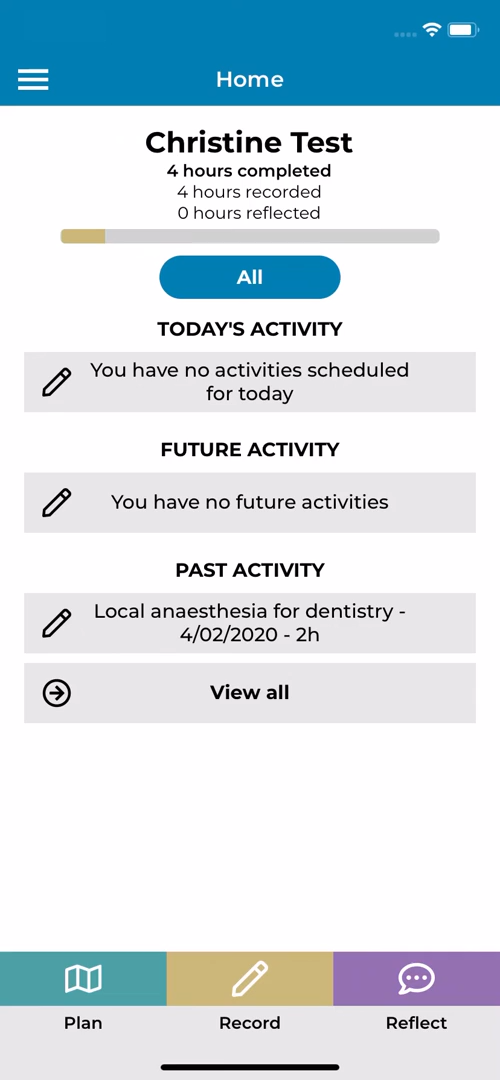 Home
Christine Test
4 hours completed
4 hours recorded
0 hours reflected
All
TODAY'S ACTIVITY
You have no activities scheduled
for today
FUTURE ACTIVITY
You have no future activities
PAST ACTIVITY
Local anaesthesia for dentistry -
4/02/2020 - 2h
View all
Plan
Record
Reflect